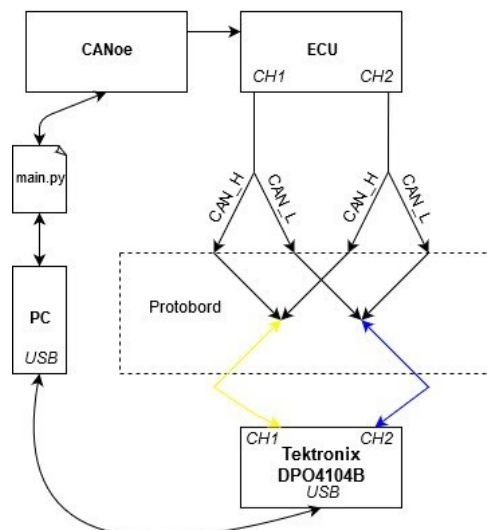 CANoe
ECU
CH1
CH2
main.py
CAN_H
CAN_L
CAN_H
CAN_L
Protobord
PC
USB
CH1
CH2
Tektronix
DPO4104B
USB